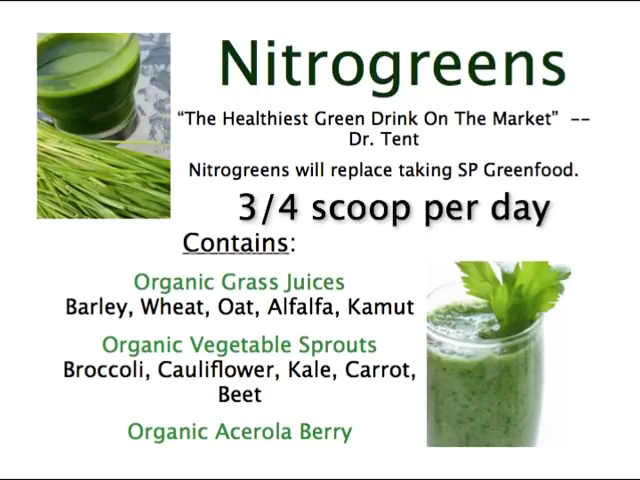 Nitrogreens
“The Healthiest Green Drink On The Market” --
Dr. Tent
Nitrogreens will replace taking SP Greenfood.
3/4 scoop per day
Contains:
Organic Grass Juices
Barley, Wheat, Oat, Alfalfa, Kamut
Organic Vegetable Sprouts
Broccoli, Cauliflower, Kale, Carrot,
Beet
Organic Acerola Berry